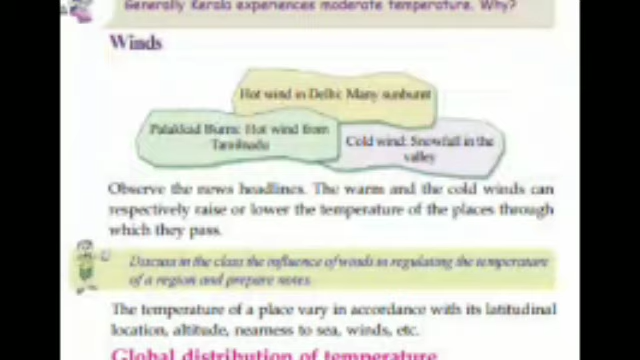 Generally Kerala experiences moderate temperature. Why?
Winds
Hot wind in Delhi: Many sunburnt
Palakkad Burns: Hot wind from
Tamilnadu
Cold wind: Snowfall in the
valley
Observe the news headlines. The warm and the cold winds can
respectively raise or lower the temperature of the places through
which they pass.
Discuss in the class the influence of winds in regulating the temperature
of a region and prepare notes.
The temperature of a place vary in accordance with its latitudinal
location, altitude, nearness to sea, winds, etc.
Global distribution of temperature